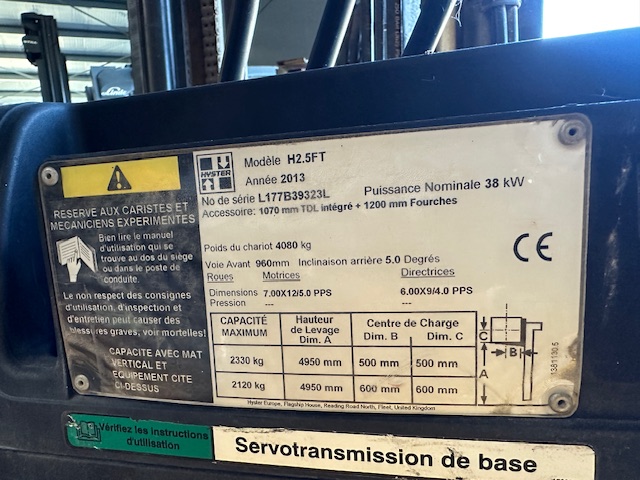 HYSTER
Modèle H2.5FT
Année 2013
No de série L177B39323L
Puissance Nominale 38 kW
Accessoire: 1070 mm TDL intégré + 1200 mm Fourches
RESERVE AUX CARISTES ET
MECANICIENS EXPERIMENTES
Bien lire le manuel
d'utilisation qui se
trouve au dos du siège
ou dans le poste de
conduite.
Le non respect des consignes
d'utilisation, d'inspection et
d'entretien peut causer des
blessures graves, voir mortelles!
CAPACITE AVEC MAT
VERTICAL ET
EQUIPEMENT CITE
CI-DESSUS
Poids du chariot 4080 kg
Voie Avant 960mm Inclinaison arrière 5.0 Degrés
Roues Motrices Directrices
Dimensions 7.00X12/5.0 PPS 6.00X9/4.0 PPS
Pression --- ---
CAPACITÉ MAXIMUM
Hauteur de Levage Dim. A
Centre de Charge
Dim. B Dim. C
2330 kg 4950 mm 500 mm 500 mm
2120 kg 4950 mm 600 mm 600 mm
C
B
A
CE
Hyster Europe, Flagship House, Reading Road North, Fleet, United Kingdom
Vérifiez les instructions
d'utilisation
Servotransmission de base